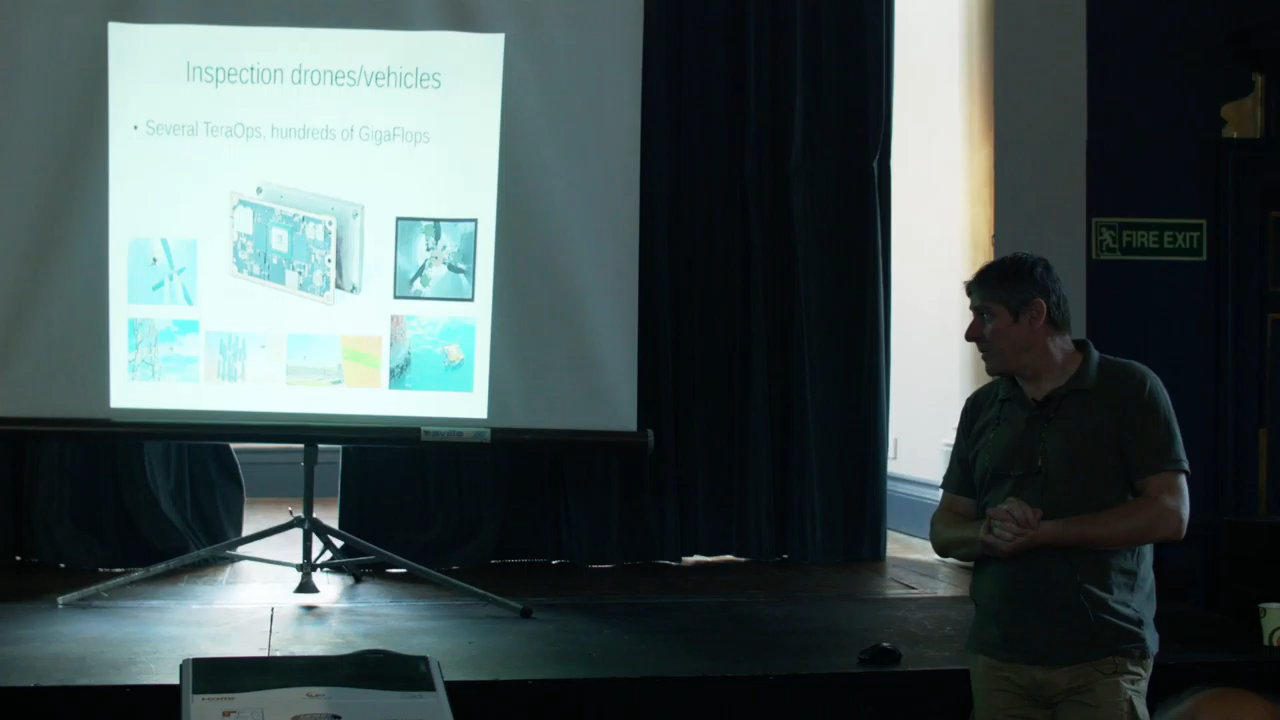 Inspection drones/vehicles
• Several TeraOps, hundreds of GigaFlops
FIRE EXIT